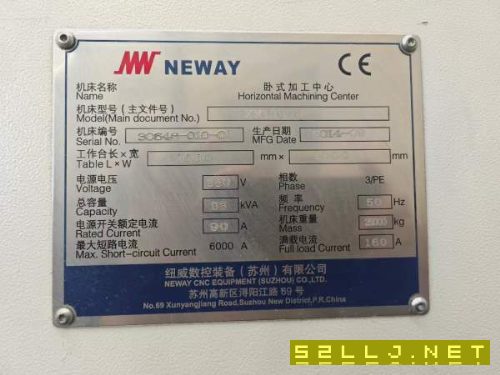 NEWAY CE
机床名称 卧式加工中心
Name Horizontal Machining Center
机床型号（主文件号）
Model(Main document No.)
机床编号 生产日期
Serial No. MFG Date
工作台长×宽 mm×
Table L×W mm
电源电压 V 相数 3/PE
Voltage Phase
总容量 kVA 频率 50 Hz
Capacity Frequency
电源开关额定电流 90 A 机床重量 kg
Rated Current Mass
最大短路电流 6000 A 满载电流 160 A
Max. Short-circuit Current Full load Current
纽威数控装备（苏州）有限公司
NEWAY CNC EQUIPMENT (SUZHOU) CO.,LTD
苏州高新区浔阳江路69号
No.69 Xunyangjiang Road,Suzhou New District,P.R.China
52LLJ.NET